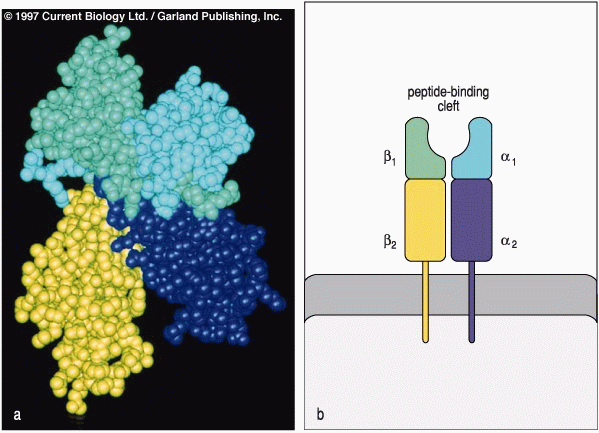 © 1997 Current Biology Ltd. / Garland Publishing, Inc.
a
peptide-binding
cleft
β1
α1
β2
α2
b